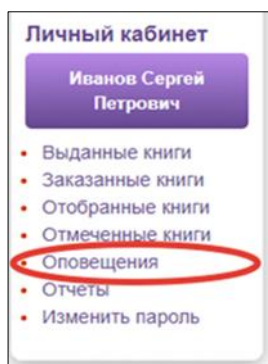 Личный кабинет
Иванов Сергей
Петрович
Выданные книги
Заказанные книги
Отобранные книги
Отмеченные книги
Оповещения
Отчеты
Изменить пароль